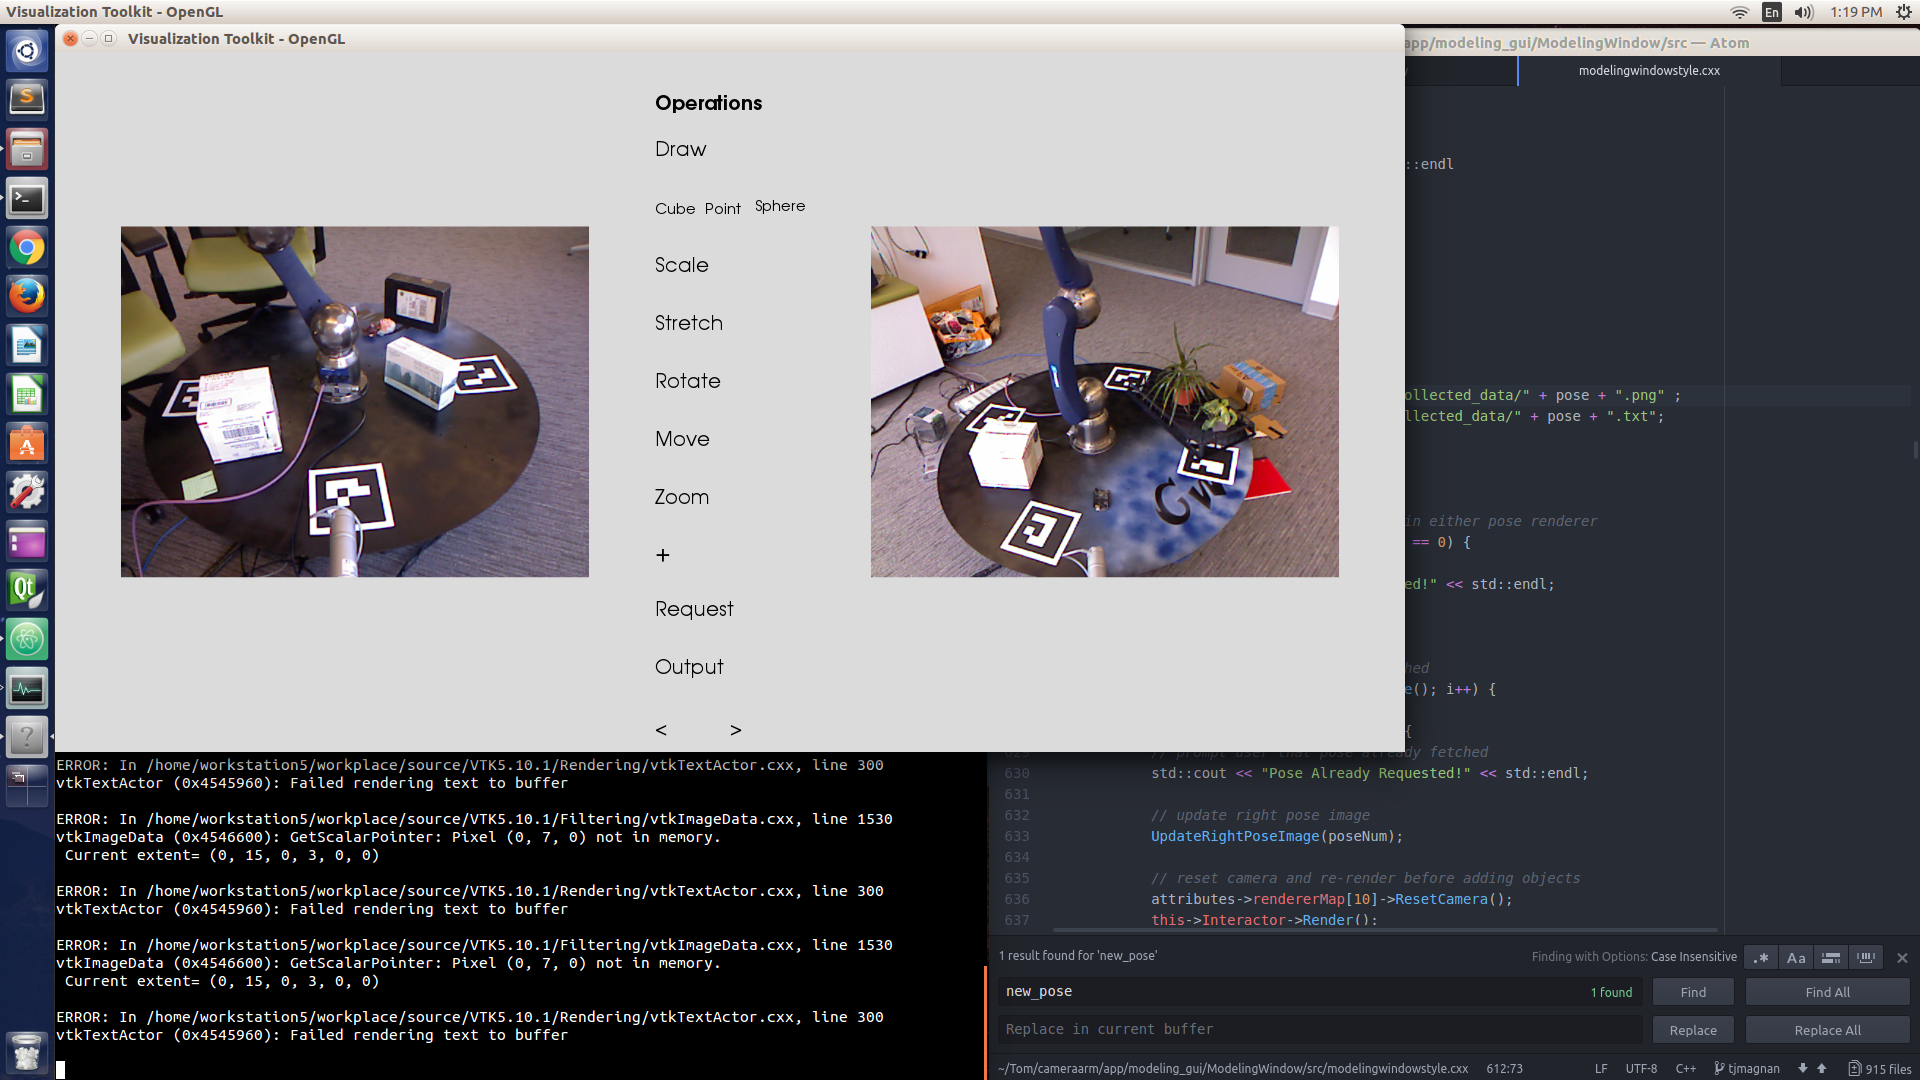 Visualization Toolkit - OpenGL
En
1:19 PM
Visualization Toolkit - OpenGL
app/modeling_gui/ModelingWindow/src — Atom
modelingwindowstyle.cxx
Operations
Draw
Cube Point Sphere
Scale
Stretch
Rotate
Move
Zoom
+
Request
Output
< >
::endl
ollected_data/" + pose + ".png" ;
llected_data/" + pose + ".txt";
in either pose renderer
== 0) {
ed!" << std::endl;
hed
e(); i++) {
{
// prompt user that pose already fetched
630 std::cout << "Pose Already Requested!" << std::endl;
631
632 // update right pose image
633 UpdateRightPoseImage(poseNum);
634
635 // reset camera and re-render before adding objects
636 attributes->rendererMap[10]->ResetCamera();
637 this->Interactor->Render();
ERROR: In /home/workstation5/workplace/source/VTK5.10.1/Rendering/vtkTextActor.cxx, line 300
vtkTextActor (0x4545960): Failed rendering text to buffer
ERROR: In /home/workstation5/workplace/source/VTK5.10.1/Filtering/vtkImageData.cxx, line 1530
vtkImageData (0x4546600): GetScalarPointer: Pixel (0, 7, 0) not in memory.
Current extent= (0, 15, 0, 3, 0, 0)
ERROR: In /home/workstation5/workplace/source/VTK5.10.1/Rendering/vtkTextActor.cxx, line 300
vtkTextActor (0x4545960): Failed rendering text to buffer
ERROR: In /home/workstation5/workplace/source/VTK5.10.1/Filtering/vtkImageData.cxx, line 1530
vtkImageData (0x4546600): GetScalarPointer: Pixel (0, 7, 0) not in memory.
Current extent= (0, 15, 0, 3, 0, 0)
ERROR: In /home/workstation5/workplace/source/VTK5.10.1/Rendering/vtkTextActor.cxx, line 300
vtkTextActor (0x4545960): Failed rendering text to buffer
1 result found for 'new_pose'
Finding with Options: Case Insensitive
.* Aa
new_pose
1 found
Find
Find All
Replace in current buffer
Replace
Replace All
~/Tom/cameraarm/app/modeling_gui/ModelingWindow/src/modelingwindowstyle.cxx 612:73
LF UTF-8 C++ tjmagnan 915 files